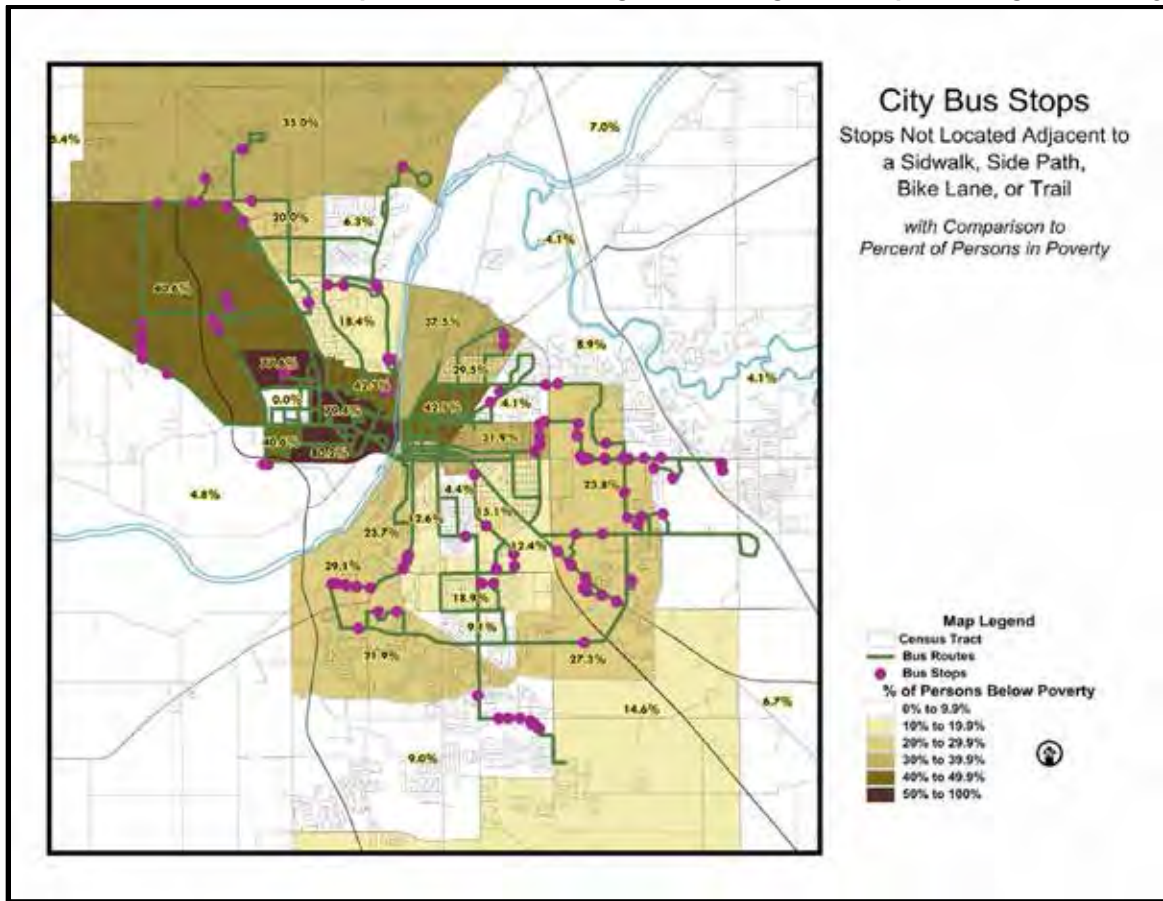 City Bus Stops
Stops Not Located Adjacent to
a Sidwalk, Side Path,
Bike Lane, or Trail
with Comparison to
Percent of Persons in Poverty
35.0%
7.0%
20.0%
6.3%
4.1%
40.6%
18.4%
37.5%
8.9%
29.5%
4.1%
0.0%
4.1%
31.9%
4.8%
4.4%
23.8%
15.1%
12.6%
25.7%
12.4%
29.1%
18.9%
9.1%
27.3%
14.6%
6.7%
9.0%
Map Legend
Census Tract
Bus Routes
Bus Stops
% of Persons Below Poverty
0% to 9.9%
10% to 19.9%
20% to 29.9%
30% to 39.9%
40% to 49.9%
50% to 100%